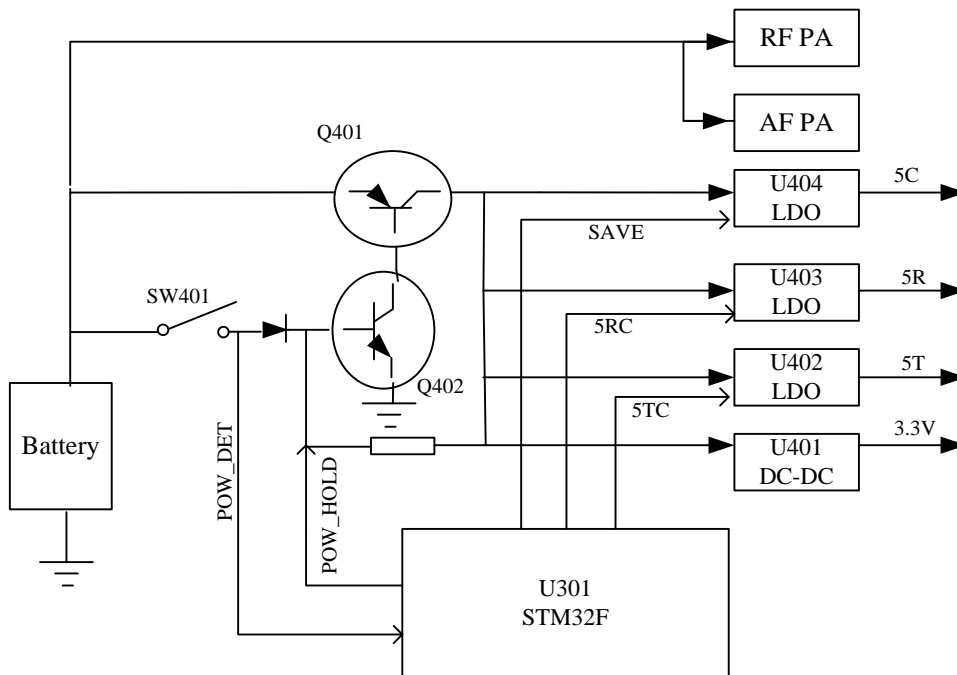 RF PA
AF PA
Q401
U404
LDO
5C
SAVE
SW401
U403
LDO
5R
5RC
Q402
U402
LDO
5T
5TC
Battery
POW_DET
POW_HOLD
U401
DC-DC
3.3V
U301
STM32F